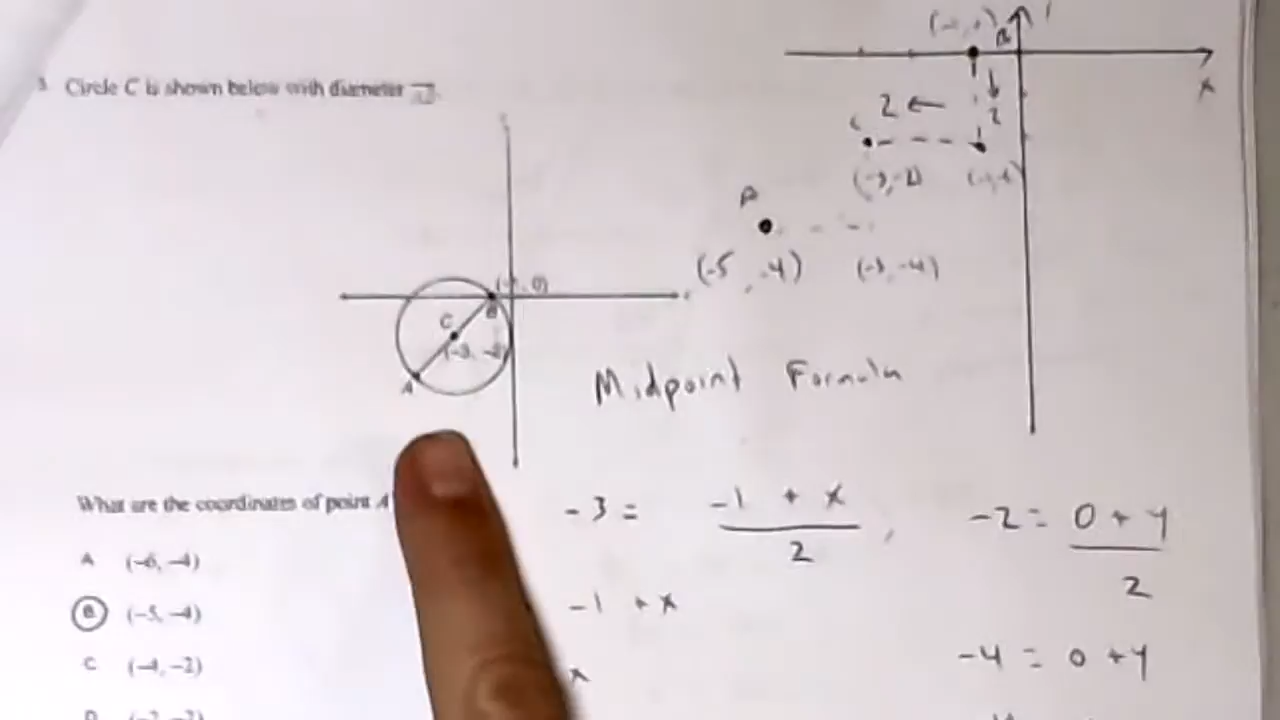 3. Circle C is shown below with diameter
B
x
2
2
C
(-3,-2)
A
(-5, -4)
(-3, -4)
(-1, 0)
B
C
(-3, -2)
A
Midpoint Formula
What are the coordinates of point A
-3 = -1 + x / 2 , -2 = 0 + y / 2
A (-6, -4)
-1 + x
B (-5, -4)
-4 = 0 + y
C (-4, -2)
x